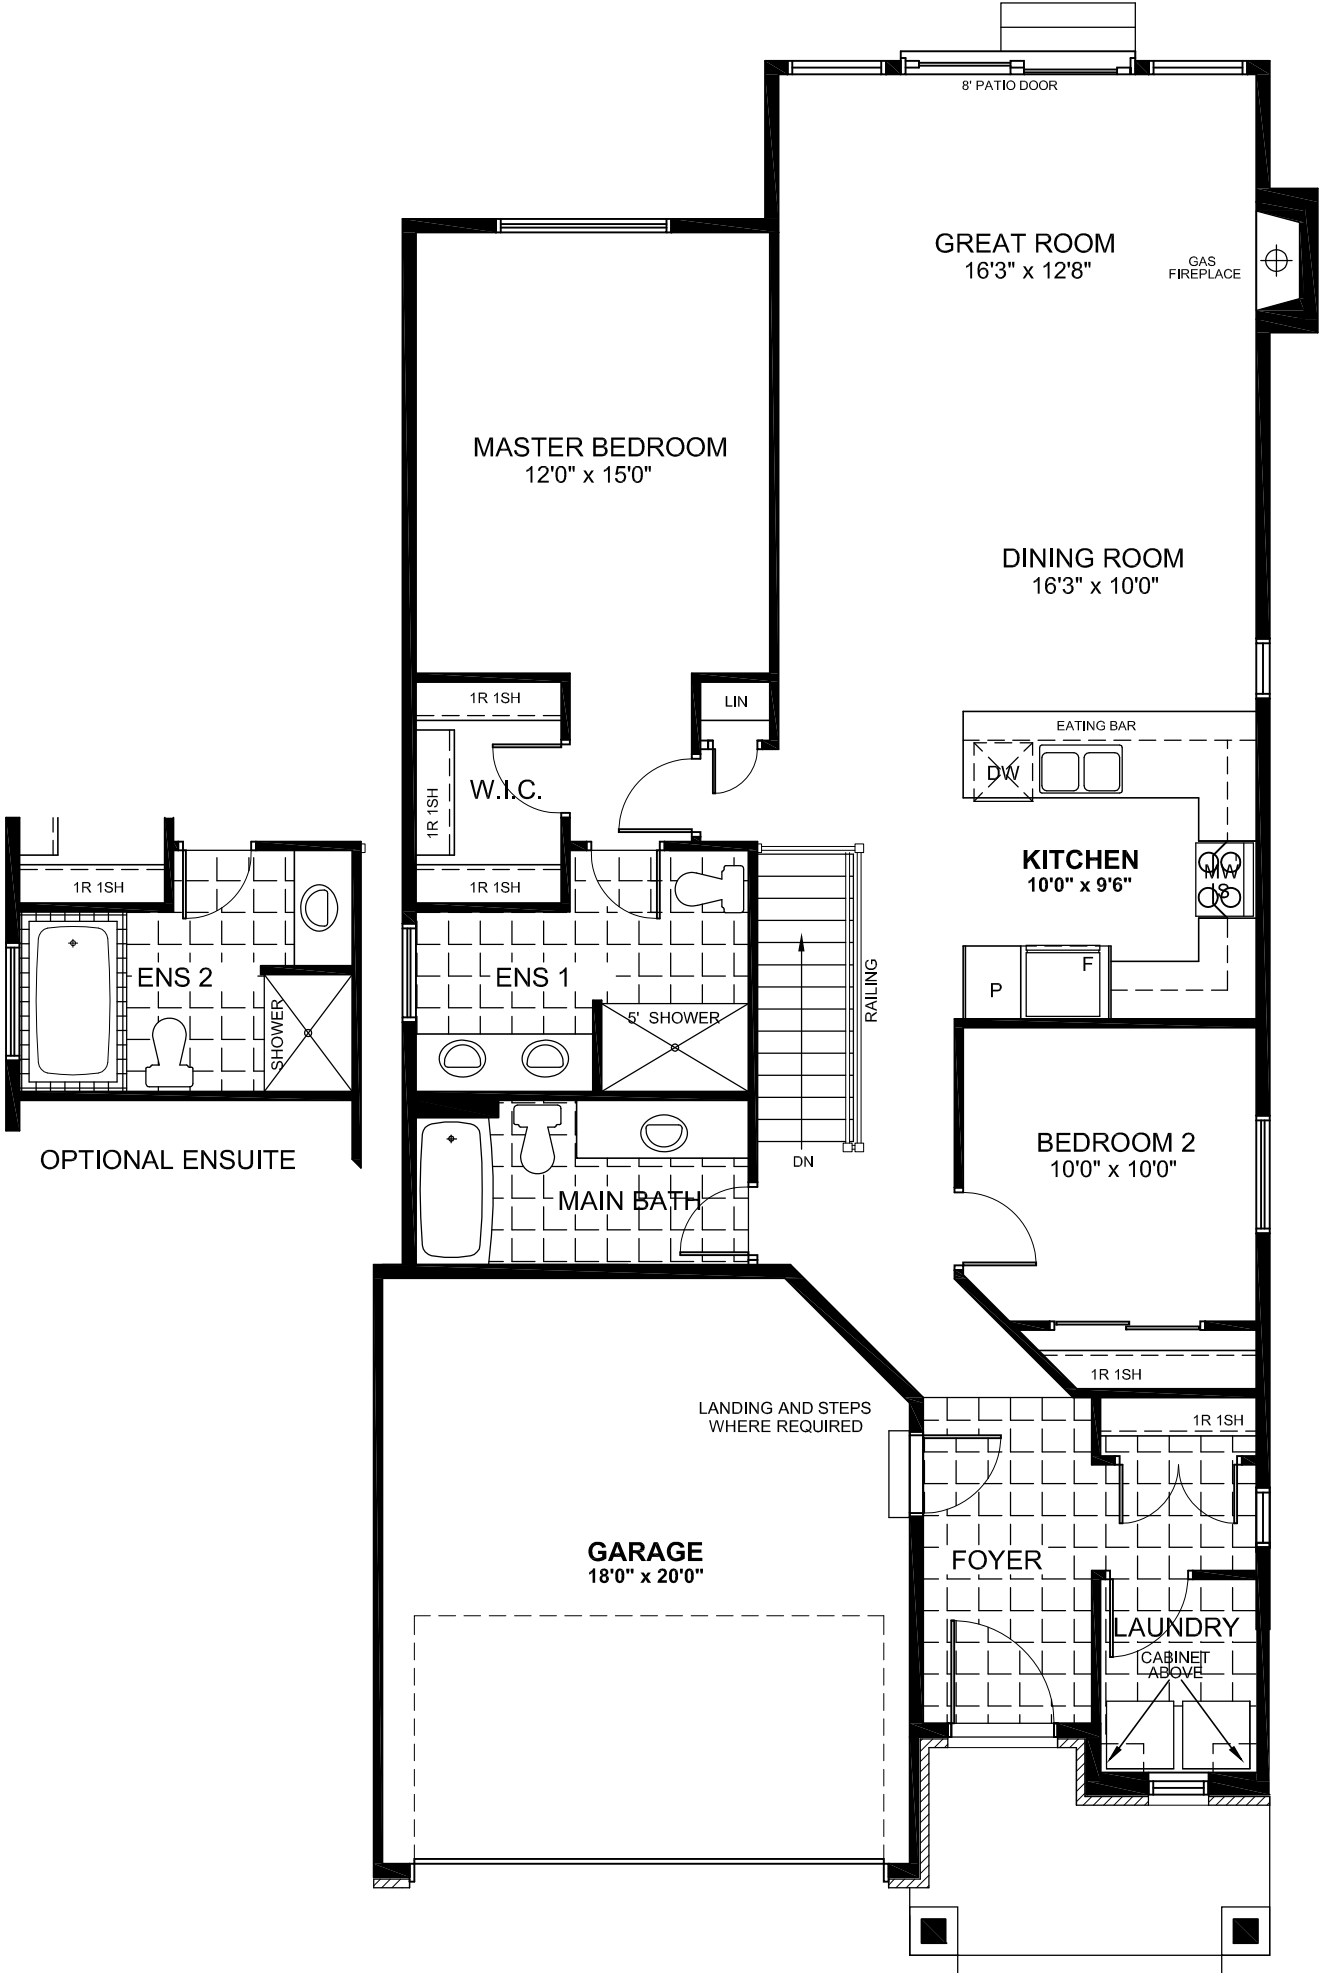 8' PATIO DOOR
GREAT ROOM
16'3" x 12'8"
GAS
FIREPLACE
MASTER BEDROOM
12'0" x 15'0"
DINING ROOM
16'3" x 10'0"
1R 1SH
LIN
EATING BAR
DW
W.I.C.
1R 1SH
1R 1SH
KITCHEN
10'0" x 9'6"
MW
/S
F
P
ENS 1
5' SHOWER
RAILING
DN
1R 1SH
ENS 2
SHOWER
OPTIONAL ENSUITE
MAIN BATH
BEDROOM 2
10'0" x 10'0"
1R 1SH
LANDING AND STEPS
WHERE REQUIRED
1R 1SH
GARAGE
18'0" x 20'0"
FOYER
LAUNDRY
CABINET
ABOVE